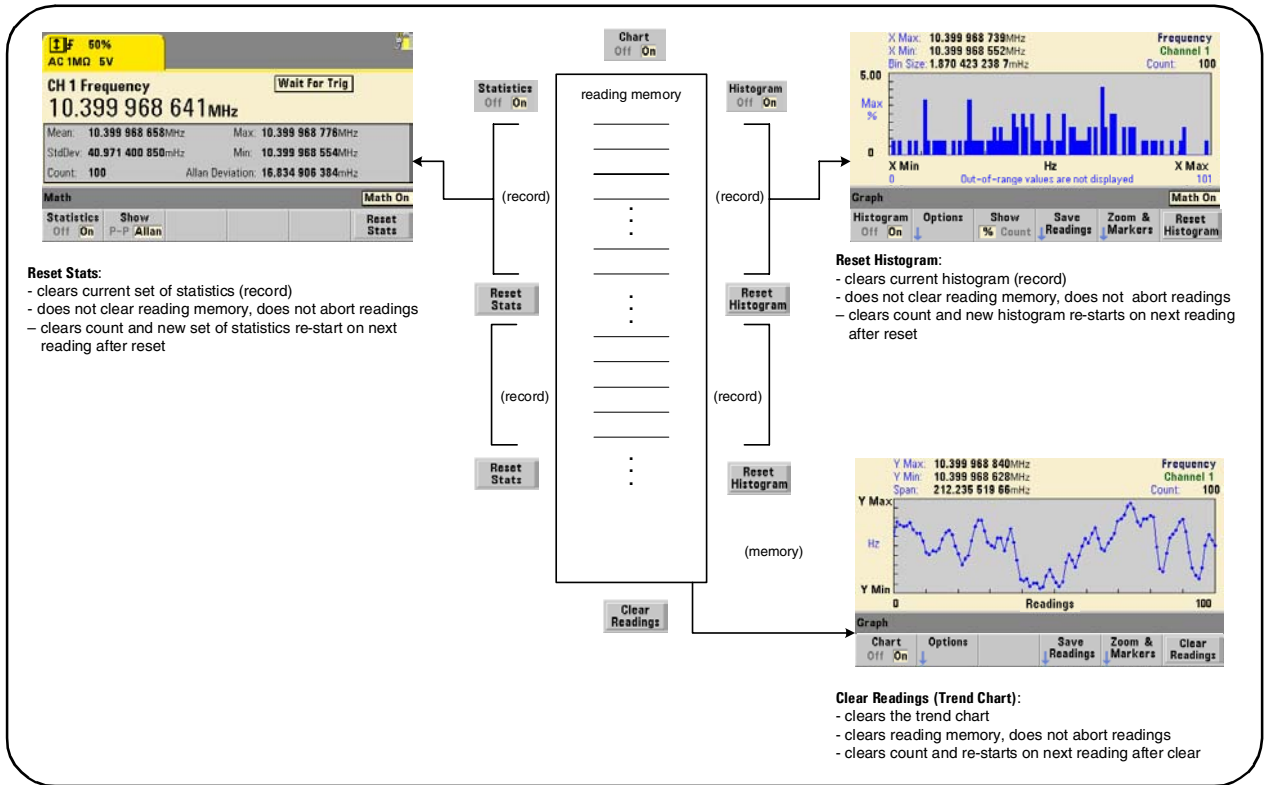 50%
AC 1MΩ 5V
CH 1 Frequency
Wait For Trig
10.399 968 641MHz
Mean: 10.399 968 658MHz Max: 10.399 968 776MHz
StdDev: 40.971 400 850mHz Min: 10.399 968 554MHz
Count: 100 Allan Deviation: 16.834 906 384mHz
Math Math On
Statistics Show Reset
Off On P-P Allan Stats
Reset Stats:
- clears current set of statistics (record)
- does not clear reading memory, does not abort readings
– clears count and new set of statistics re-start on next
reading after reset
Chart
Off On
Statistics
Off On
reading memory
Histogram
Off On
(record)
(record)
Reset
Stats
Reset
Histogram
(record)
(record)
Reset
Stats
Reset
Histogram
(memory)
Clear
Readings
X Max: 10.399 968 739MHz Frequency
X Min: 10.399 968 552MHz Channel 1
Bin Size: 1.870 423 238 7mHz Count: 100
5.00
Max
%
0
X Min Hz X Max
0 Out-of-range values are not displayed 101
Graph Math On
Histogram Options Show Save Zoom & Reset
Off On % Count Readings Markers Histogram
Reset Histogram:
- clears current histogram (record)
- does not clear reading memory, does not abort readings
– clears count and new histogram re-starts on next reading
after reset
Y Max: 10.399 968 840MHz Frequency
Y Min: 10.399 968 628MHz Channel 1
Span: 212.235 519 66mHz Count: 100
Y Max
Hz
Y Min
0 Readings 100
Graph
Chart Options Save Zoom & Clear
Off On Readings Markers Readings
Clear Readings (Trend Chart):
- clears the trend chart
- clears reading memory, does not abort readings
- clears count and re-starts on next reading after clear